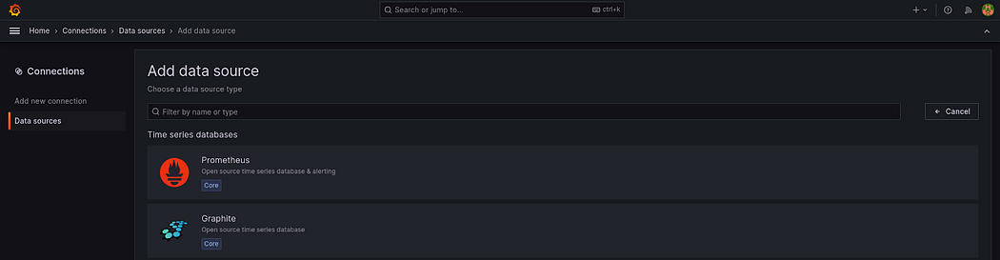 Search or jump to...
ctrl+k
Home › Connections › Data sources › Add data source
Connections
Add new connection
Data sources
Add data source
Choose a data source type
Filter by name or type
Cancel
Time series databases
Prometheus
Open source time series database & alerting
Core
Graphite
Open source time series database
Core